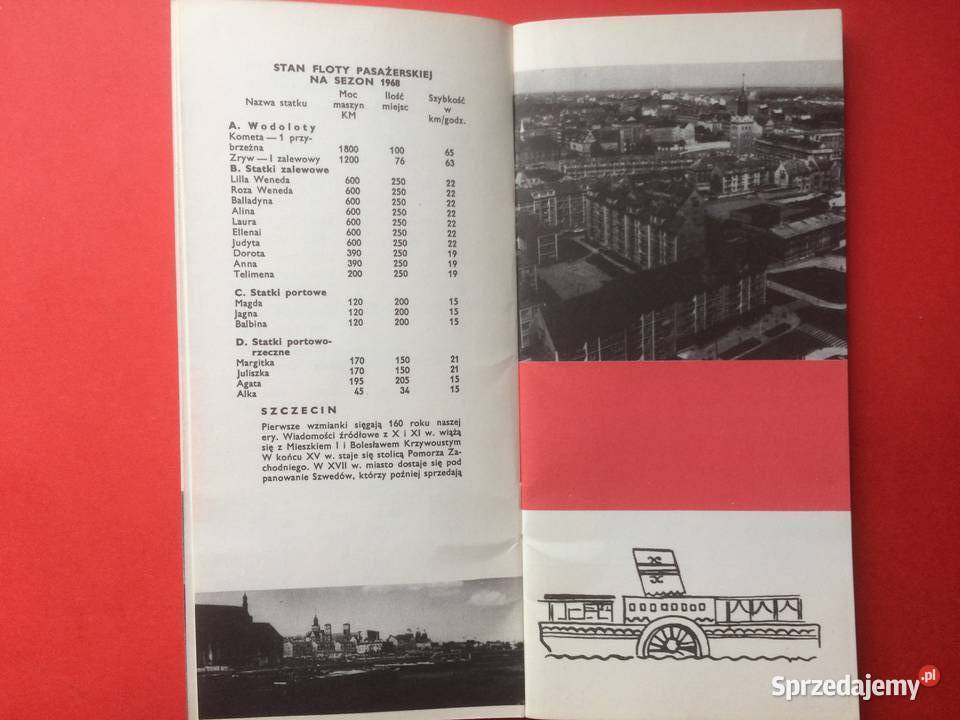 STAN FLOTY PASAŻERSKIEJ
NA SEZON 1968
Nazwa statku Moc maszyn KM Ilość miejsc Szybkość w km/godz.
A. Wodoloty
Kometa — 1 przy-
brzeżna 1800 100 65
Zryw — 1 zalewowy 1200 76 63
B. Statki zalewowe
Lilla Weneda 600 250 22
Roza Weneda 600 250 22
Balladyna 600 250 22
Alina 600 250 22
Laura 600 250 22
Ellenai 600 250 22
Judyta 600 250 22
Dorota 390 250 19
Anna 390 250 19
Telimena 200 250 19
C. Statki portowe
Magda 120 200 15
Jagna 120 200 15
Balbina 120 200 15
D. Statki portowo-
rzeczne
Margitka 170 150 21
Juliszka 170 150 21
Agata 195 205 15
Alka 45 34 15
SZCZECIN
Pierwsze wzmianki sięgają 160 roku naszej
ery. Wiadomości źródłowe z X i XI w. wiążą
się z Mieszkiem I i Bolesławem Krzywoustym
W końcu XV w. staje się stolicą Pomorza Za-
chodniego. W XVII w. miasto dostaje się pod
panowanie Szwedów, którzy poźniej sprzedają
Sprzedajemy.pl